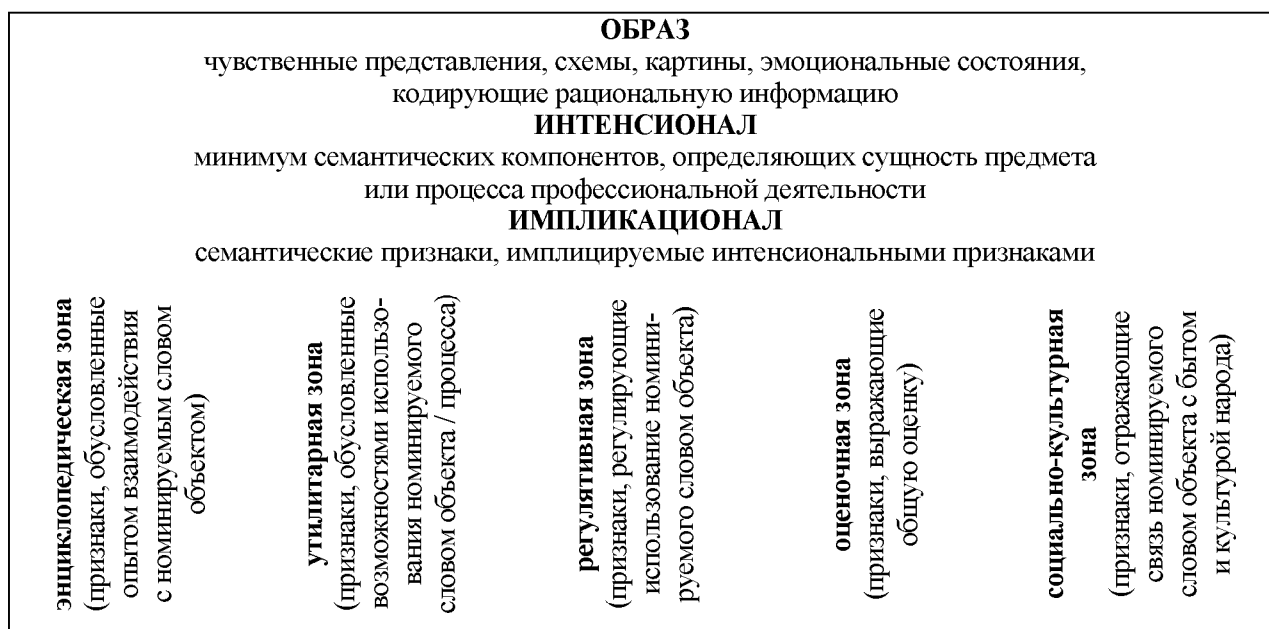 ОБРАЗ
чувственные представления, схемы, картины, эмоциональные состояния,
кодирующие рациональную информацию
ИНТЕНСИОНАЛ
минимум семантических компонентов, определяющих сущность предмета
или процесса профессиональной деятельности
ИМПЛИКАЦИОНАЛ
семантические признаки, имплицируемые интенсиональными признаками
энциклопедическая зона
(признаки, обусловленные
опытом взаимодействия
с номинируемым словом
объектом)
утилитарная зона
(признаки, обусловленные
возможностями использо-
вания номинируемого
словом объекта / процесса)
регулятивная зона
(признаки, регулирующие
использование номини-
руемого словом объекта)
оценочная зона
(признаки, выражающие
общую оценку)
социально-культурная
зона
(признаки, отражающие
связь номинируемого
словом объекта с бытом
и культурой народа)